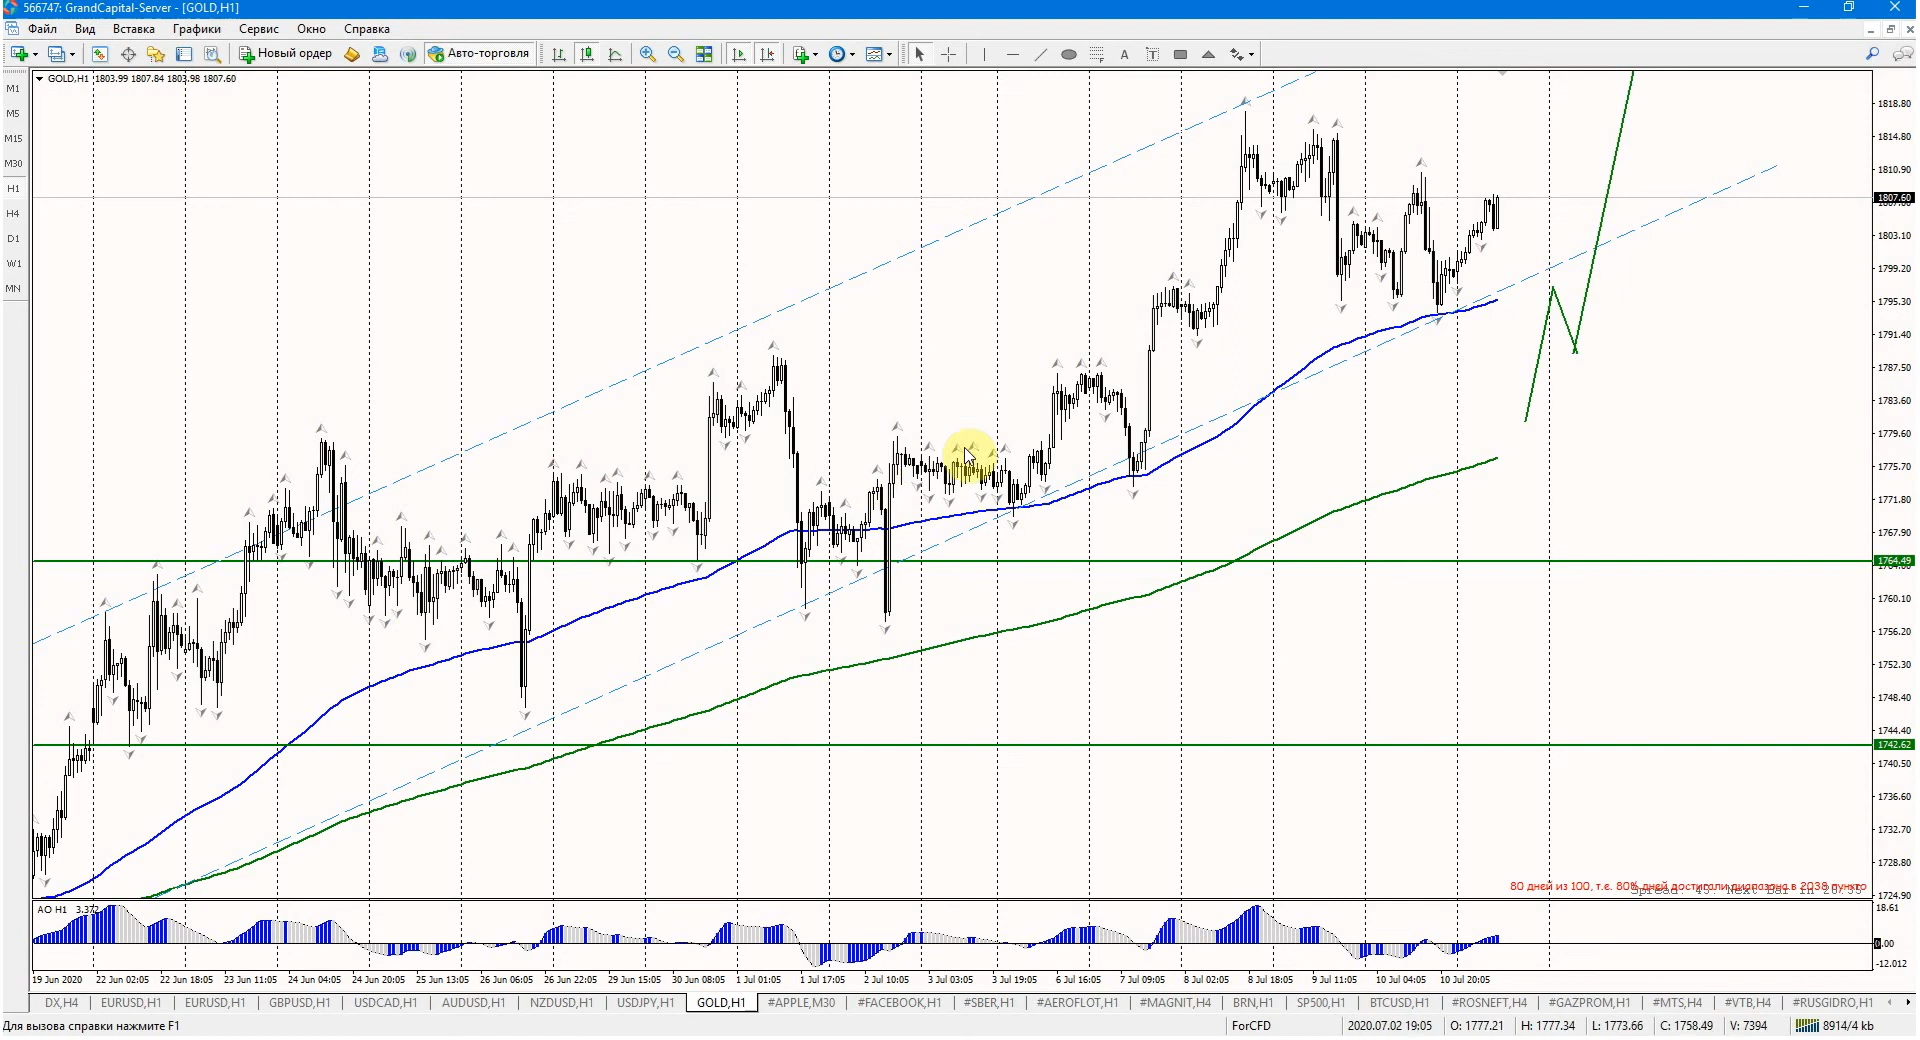 566747: GrandCapital-Server - [GOLD,H1]
Файл Вид Вставка Графики Сервис Окно Справка
Новый ордер Авто-торговля
GOLD,H1 1803.99 1807.84 1803.98 1807.60
M1
M5
M15
M30
H1
H4
D1
W1
MN
1818.80
1814.80
1810.90
1807.60
1803.10
1799.20
1795.30
1791.40
1787.50
1783.60
1779.60
1775.70
1771.80
1767.90
1764.49
1760.10
1756.20
1752.30
1748.40
1744.40
1742.62
1740.50
1736.60
1732.70
1728.80
1724.90
80 дней из 100, т.е. 80% дней достигали диапазона в 2038 пункто
AO H1 3.372
18.61
0.00
-12.012
19 Jun 2020 22 Jun 02:05 22 Jun 18:05 23 Jun 11:05 24 Jun 04:05 24 Jun 20:05 25 Jun 13:05 26 Jun 06:05 26 Jun 22:05 29 Jun 15:05 30 Jun 08:05 1 Jul 01:05 1 Jul 17:05 2 Jul 10:05 3 Jul 03:05 3 Jul 19:05 6 Jul 16:05 7 Jul 09:05 8 Jul 02:05 8 Jul 18:05 9 Jul 11:05 10 Jul 04:05 10 Jul 20:05
DX,H4 EURUSD,H1 EURUSD,H1 GBPUSD,H1 USDCAD,H1 AUDUSD,H1 NZDUSD,H1 USDJPY,H1 GOLD,H1 #APPLE,M30 #FACEBOOK,H1 #SBER,H1 #AEROFLOT,H1 #MAGNIT,H4 BRN,H1 SP500,H1 BTCUSD,H1 #ROSNEFT,H4 #GAZPROM,H1 #MTS,H4 #VTB,H4 #RUSGIDRO,H1
Для вызова справки нажмите F1 ForCFD 2020.07.02 19:05 O: 1777.21 H: 1777.34 L: 1773.66 C: 1758.49 V: 7394 8914/4 kb